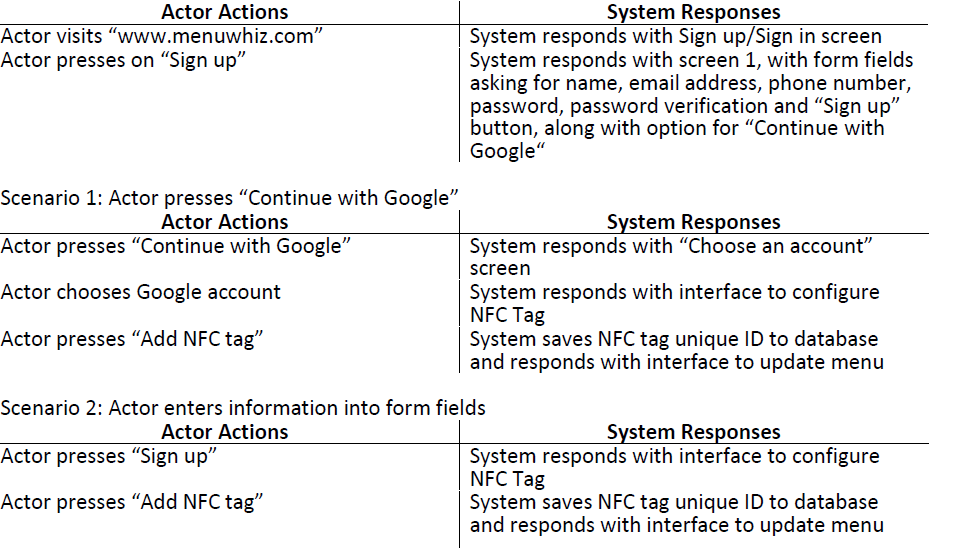 Actor Actions System Responses
Actor visits “www.menuwhiz.com” System responds with Sign up/Sign in screen
Actor presses on “Sign up” System responds with screen 1, with form fields
asking for name, email address, phone number,
password, password verification and “Sign up”
button, along with option for “Continue with
Google“
Scenario 1: Actor presses “Continue with Google”
Actor Actions System Responses
Actor presses “Continue with Google” System responds with “Choose an account”
screen
Actor chooses Google account System responds with interface to configure
NFC Tag
Actor presses “Add NFC tag” System saves NFC tag unique ID to database
and responds with interface to update menu
Scenario 2: Actor enters information into form fields
Actor Actions System Responses
Actor presses “Sign up” System responds with interface to configure
NFC Tag
Actor presses “Add NFC tag” System saves NFC tag unique ID to database
and responds with interface to update menu